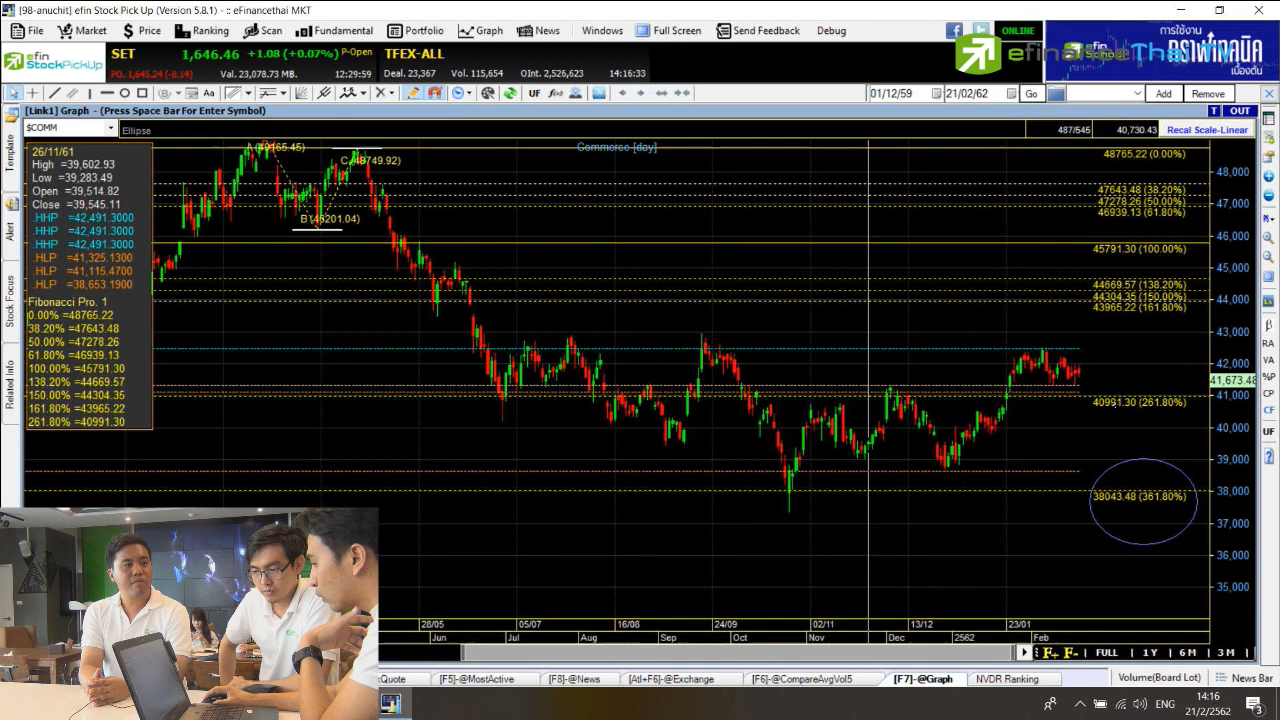 [98-anuchit] efin Stock Pick Up (Version 5.8.1) - :: eFinancethai MKT
File Market Price Ranking Scan Fundamental Portfolio Graph News Windows Full Screen Send Feedback Debug ONLINE
การใช้งาน
efin StockPickUp
SET 1,646.46 +1.08 (+0.07%) P-Open
PO. 1,645.24 (-0.14) Val. 23,078.73 MB. 12:29:59
TFEX-ALL
Deal. 23,367 Vol. 115,654 OInt. 2,526,623 14:16:33
เบื้องต้น
Aa UF f(x) 01/12/59 21/02/62 Go Add Remove
[Link1] Graph - (Press Space Bar For Enter Symbol) T OUT
$COMM Ellipse 487/545 40,730.43 Recal Scale-Linear
Template
Alert
Stock Focus
Related Info
26/11/61
High =39,602.93
Low =39,283.49
Open =39,514.82
Close =39,545.11
.HHP =42,491.3000
.HHP =42,491.3000
.HHP =42,491.3000
.HLP =41,325.1300
.HLP =41,115.4700
.HLP =38,653.1900
Fibonacci Pro. 1
0.00% =48765.22
38.20% =47643.48
50.00% =47278.26
61.80% =46939.13
100.00% =45791.30
138.20% =44669.57
150.00% =44304.35
161.80% =43965.22
261.80% =40991.30
Commerce [day]
C(48749.92)
B(46201.04)
48765.22 (0.00%)
47643.48 (38.20%)
47278.26 (50.00%)
46939.13 (61.80%)
45791.30 (100.00%)
44669.57 (138.20%)
44304.35 (150.00%)
43965.22 (161.80%)
40991.30 (261.80%)
38043.48 (361.80%)
48,000
47,000
46,000
45,000
44,000
43,000
42,000
41,673.48
41,000
40,000
39,000
38,000
37,000
36,000
35,000
Ls
β
RA
VA
%P
CP
CF
UF
28/05 05/07 16/08 24/09 02/11 13/12 23/01
Jun Jul Aug Sep Oct Nov Dec 2562 Feb
F+ F- FULL 1 Y 6 M 3 M
Quote [F5]-@MostActive [F8]-@News [Atl+F6]-@Exchange [F6]-@CompareAvgVol5 [F7]-@Graph NVDR Ranking Volume(Board Lot) News Bar
ENG
14:16
21/2/2562
3